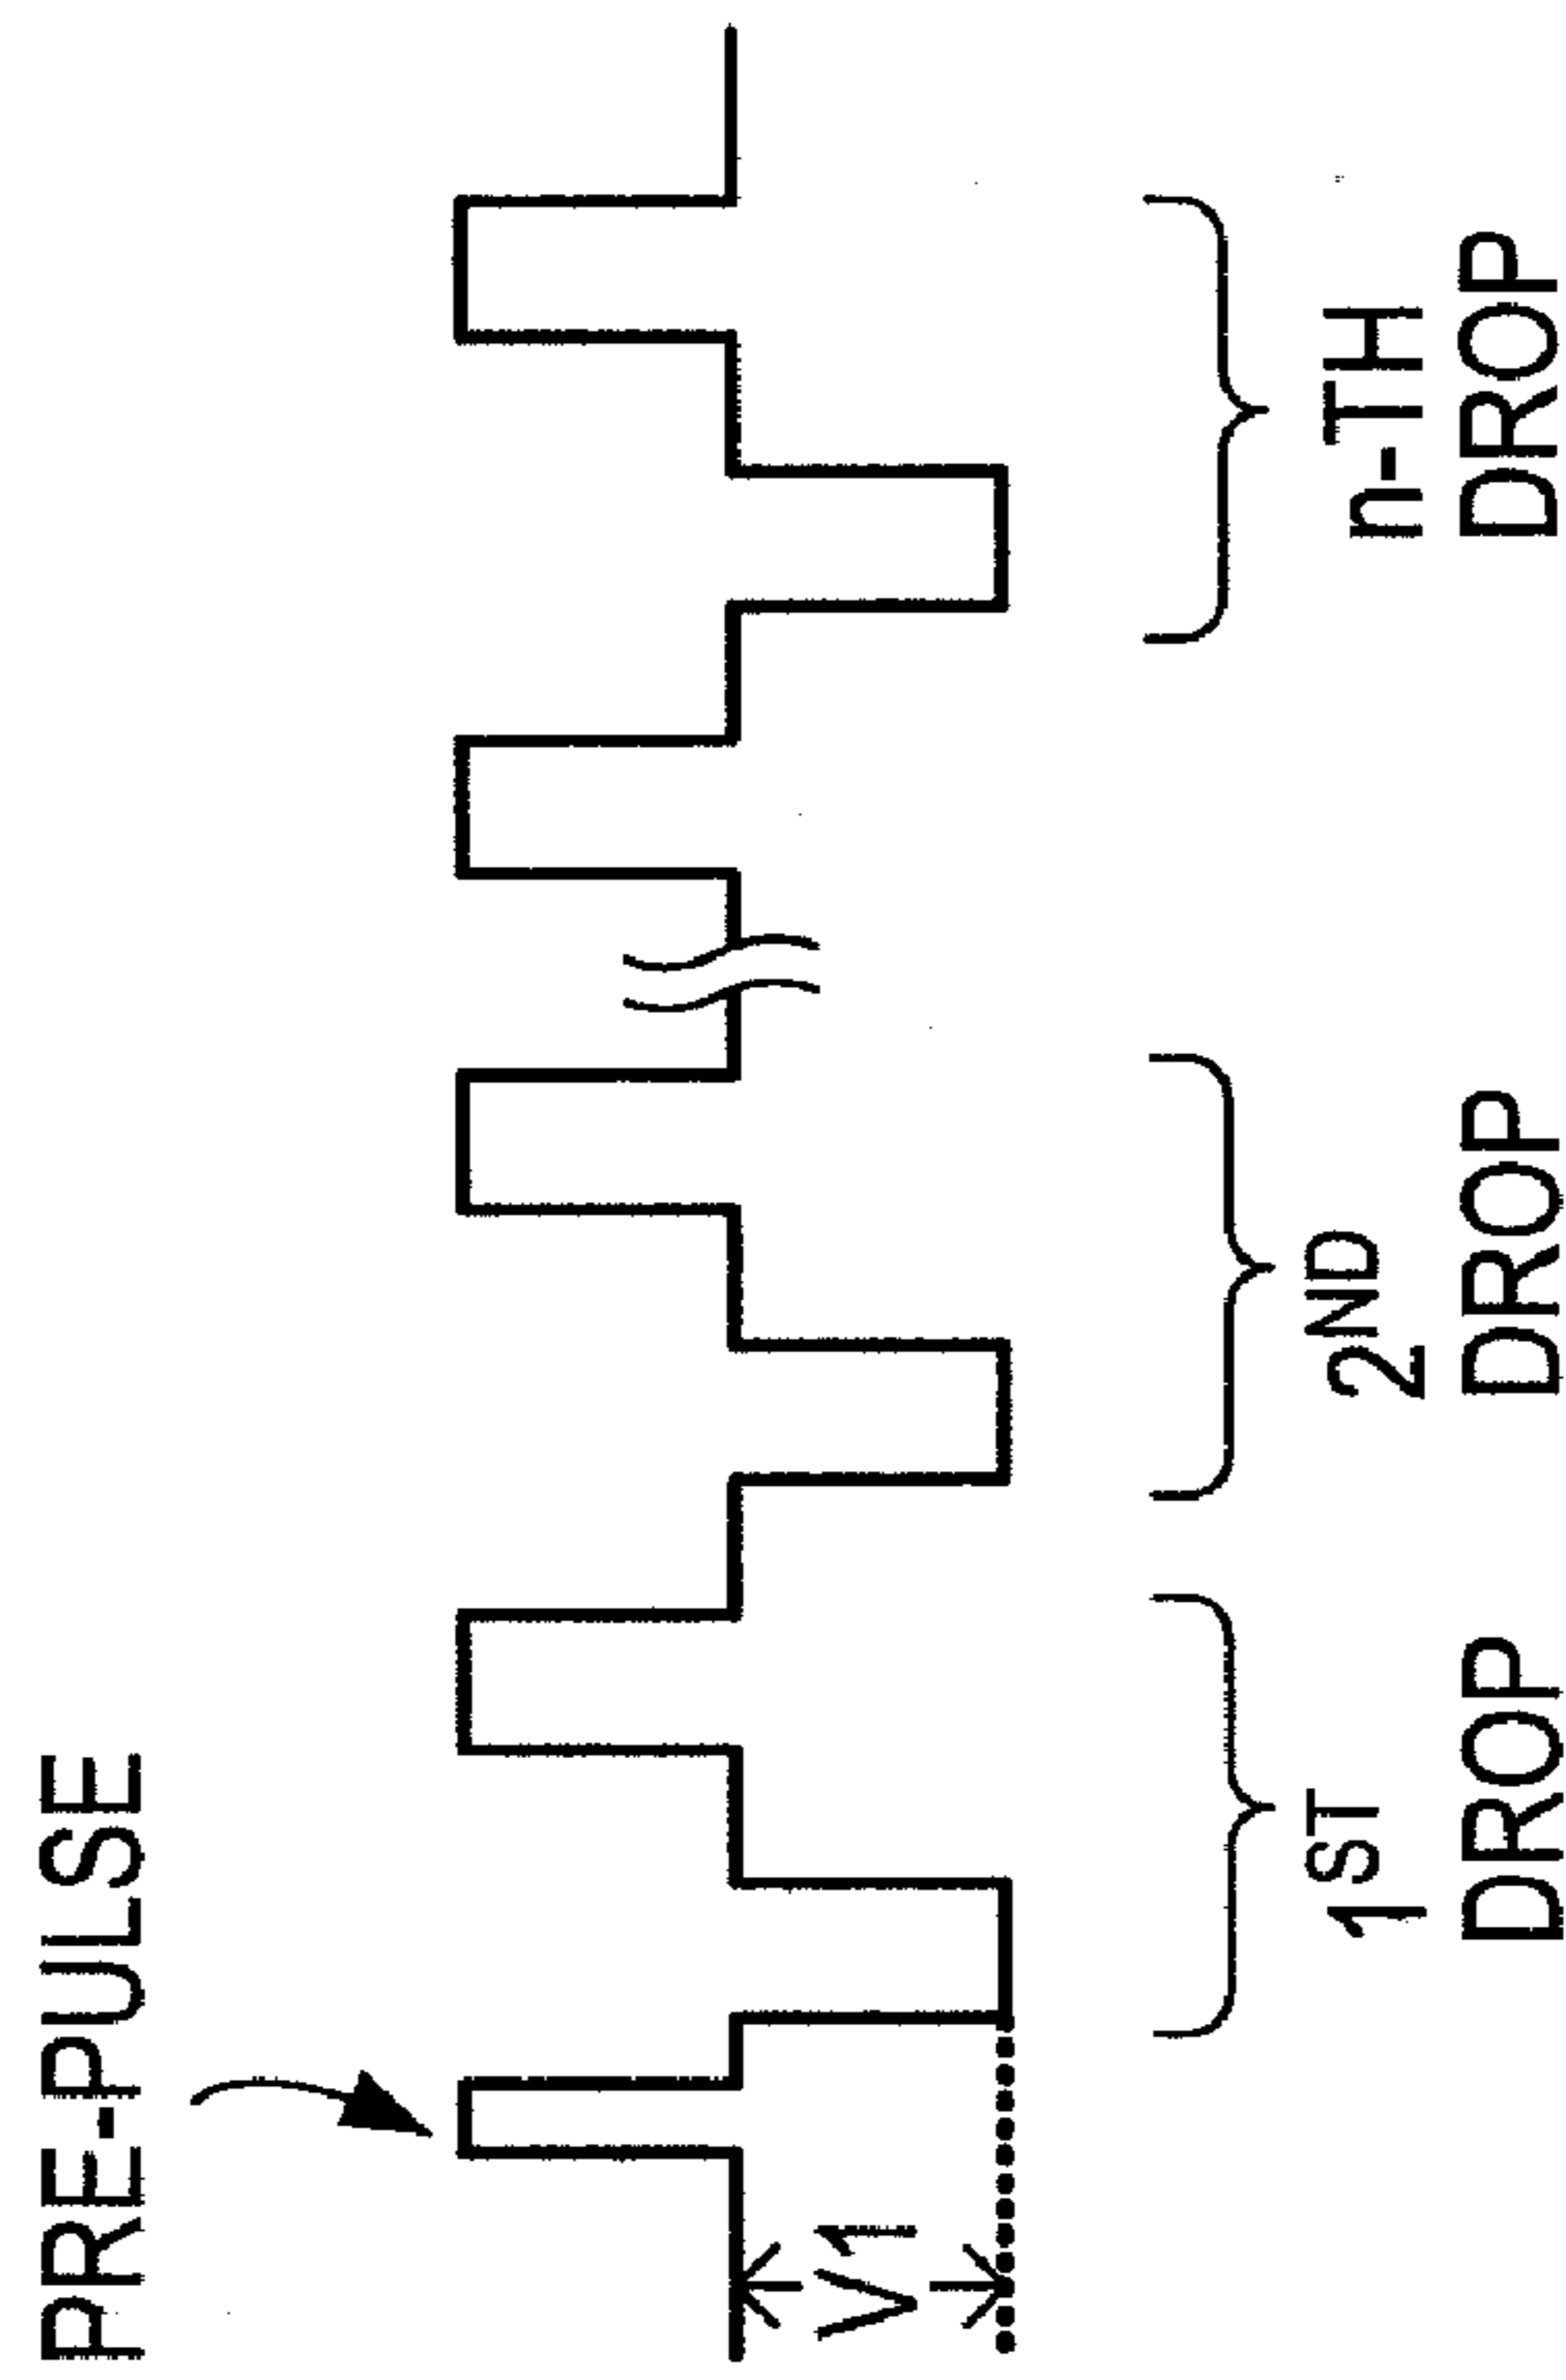 PRE-PULSE
V1
1ST
DROP
2ND
DROP
n-TH
DROP